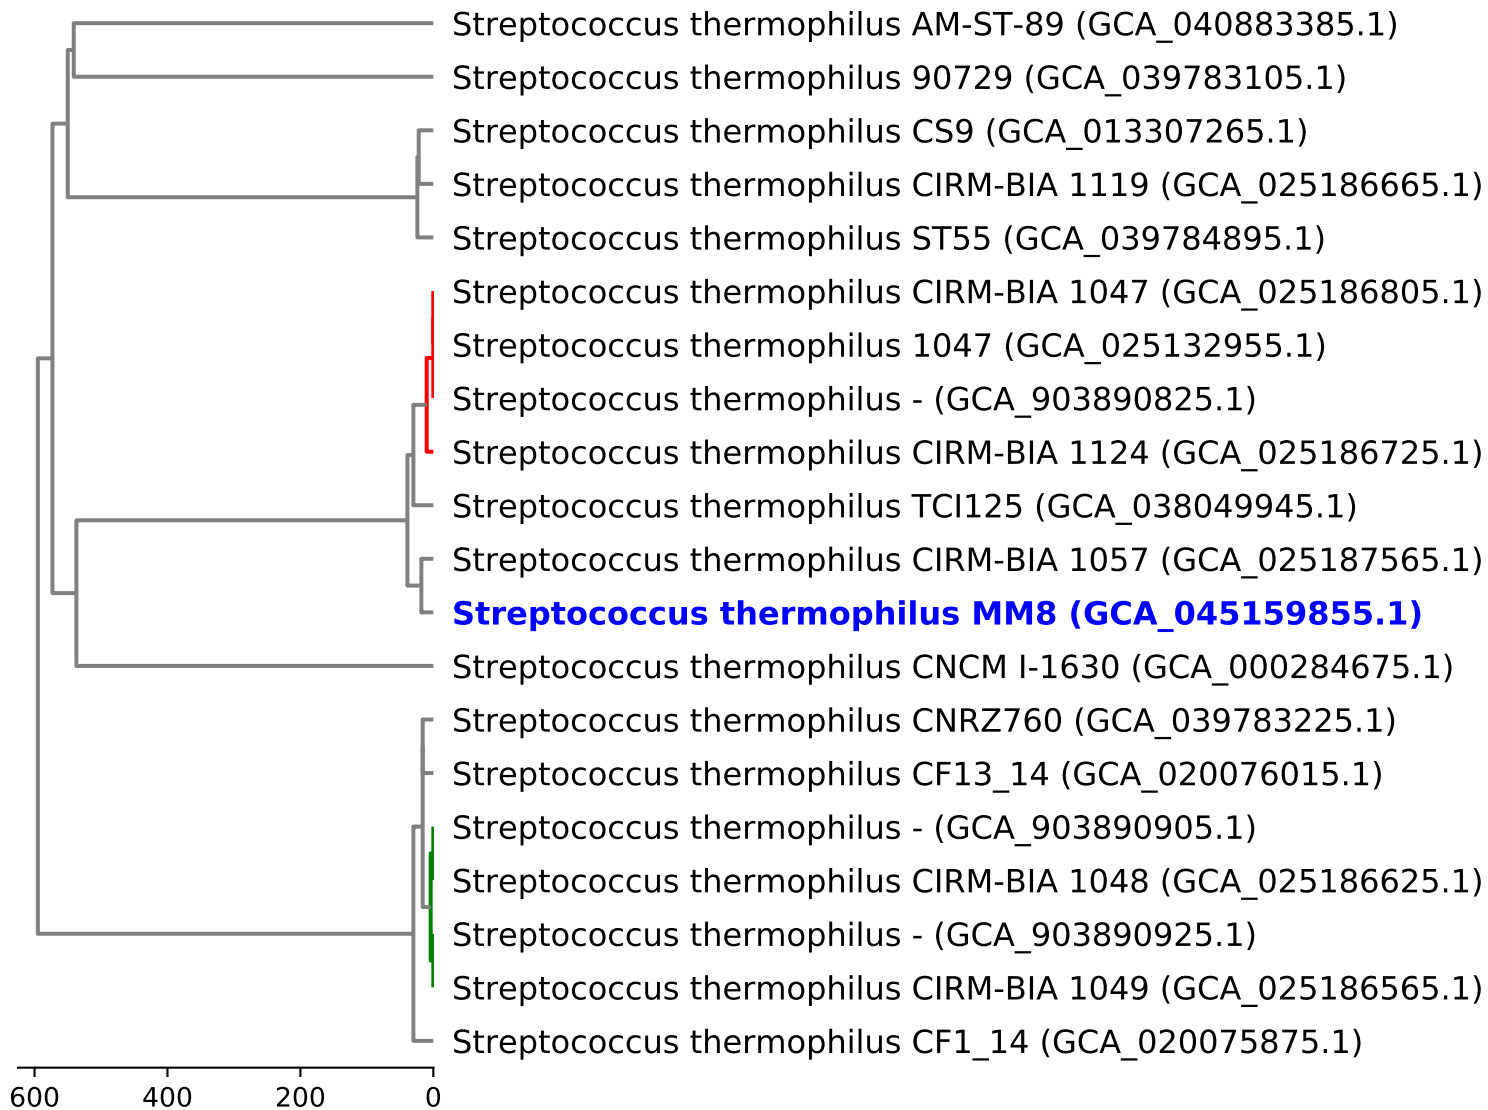 Streptococcus thermophilus AM-ST-89 (GCA_040883385.1)
Streptococcus thermophilus 90729 (GCA_039783105.1)
Streptococcus thermophilus CS9 (GCA_013307265.1)
Streptococcus thermophilus CIRM-BIA 1119 (GCA_025186665.1)
Streptococcus thermophilus ST55 (GCA_039784895.1)
Streptococcus thermophilus CIRM-BIA 1047 (GCA_025186805.1)
Streptococcus thermophilus 1047 (GCA_025132955.1)
Streptococcus thermophilus - (GCA_903890825.1)
Streptococcus thermophilus CIRM-BIA 1124 (GCA_025186725.1)
Streptococcus thermophilus TCI125 (GCA_038049945.1)
Streptococcus thermophilus CIRM-BIA 1057 (GCA_025187565.1)
Streptococcus thermophilus MM8 (GCA_045159855.1)
Streptococcus thermophilus CNCM I-1630 (GCA_000284675.1)
Streptococcus thermophilus CNRZ760 (GCA_039783225.1)
Streptococcus thermophilus CF13_14 (GCA_020076015.1)
Streptococcus thermophilus - (GCA_903890905.1)
Streptococcus thermophilus CIRM-BIA 1048 (GCA_025186625.1)
Streptococcus thermophilus - (GCA_903890925.1)
Streptococcus thermophilus CIRM-BIA 1049 (GCA_025186565.1)
Streptococcus thermophilus CF1_14 (GCA_020075875.1)
600 400 200 0